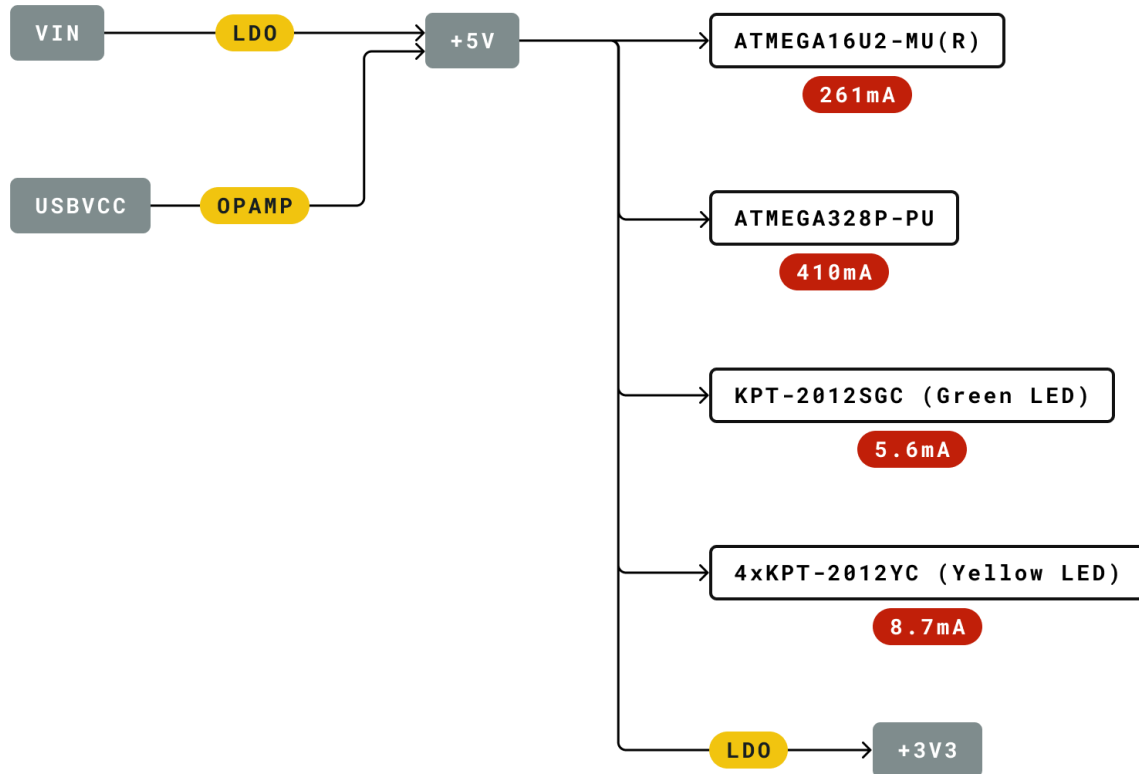 VIN
LDO
+5V
ATMEGA16U2-MU(R)
261mA
USBVCC
OPAMP
ATMEGA328P-PU
410mA
KPT-2012SGC (Green LED)
5.6mA
4xKPT-2012YC (Yellow LED)
8.7mA
LDO
+3V3